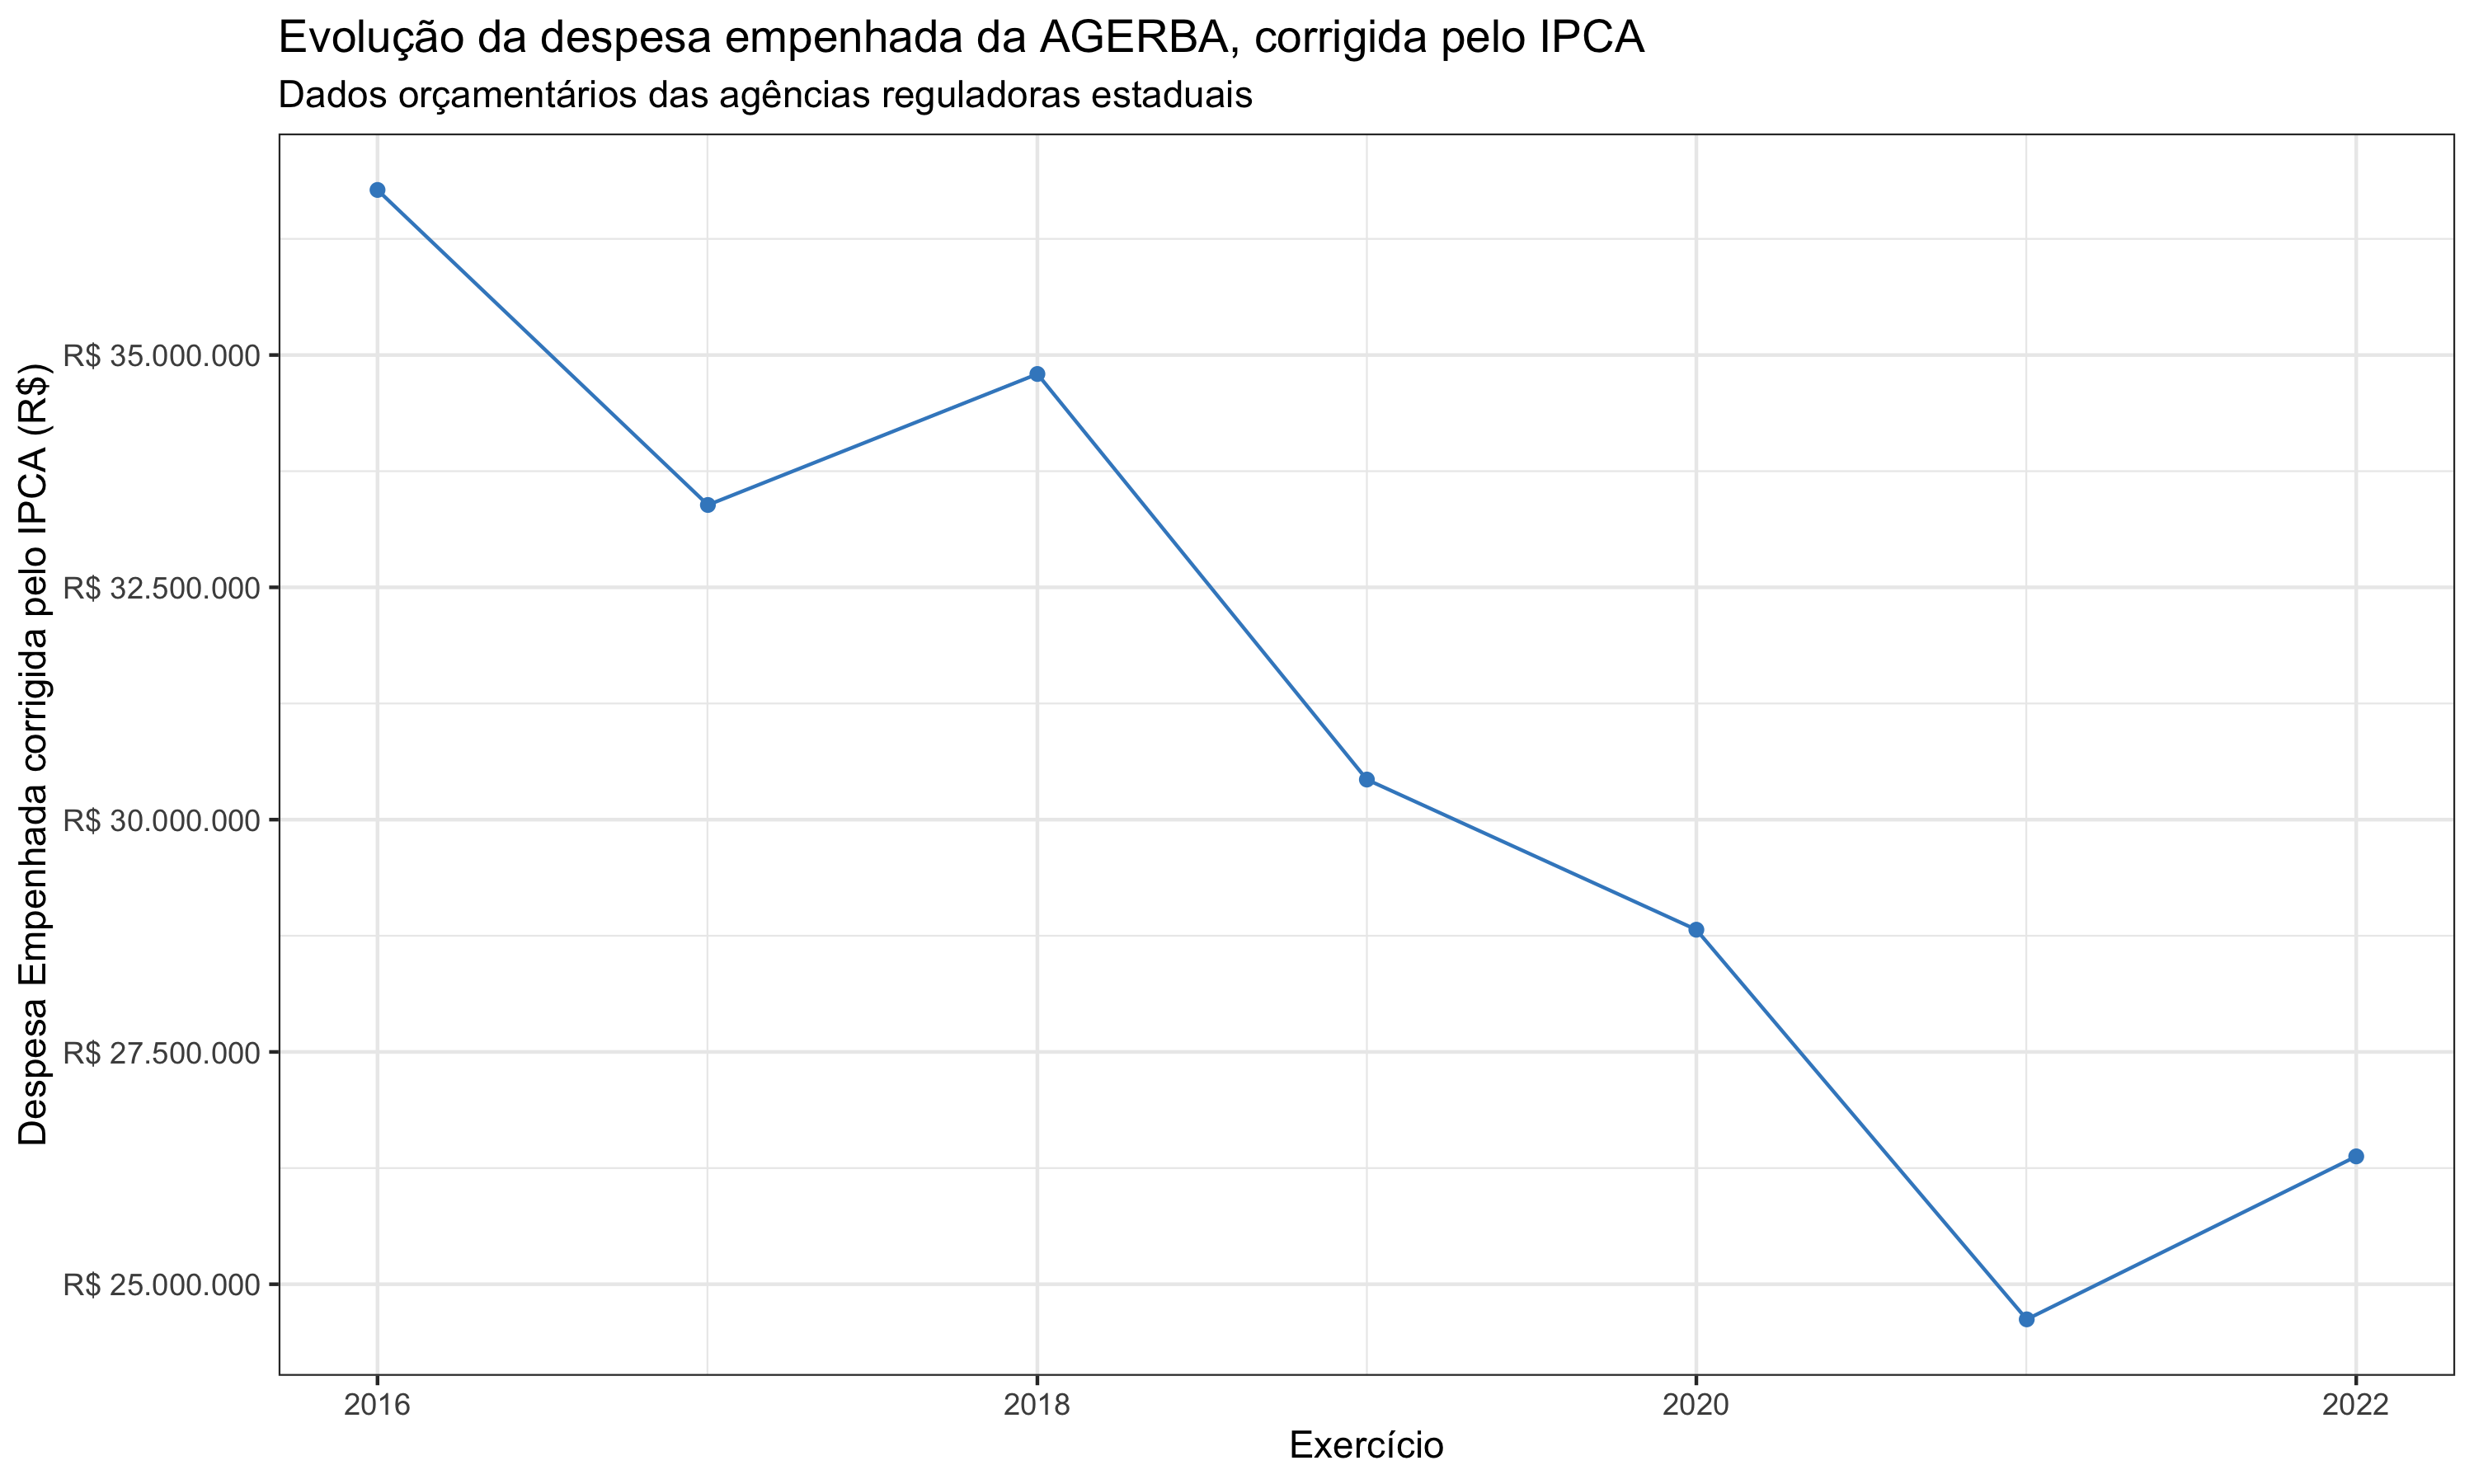 Evolução da despesa empenhada da AGERBA, corrigida pelo IPCA
Dados orçamentários das agências reguladoras estaduais
Despesa Empenhada corrigida pelo IPCA (R$)
R$ 35.000.000
R$ 32.500.000
R$ 30.000.000
R$ 27.500.000
R$ 25.000.000
2016 2018 2020 2022
Exercício